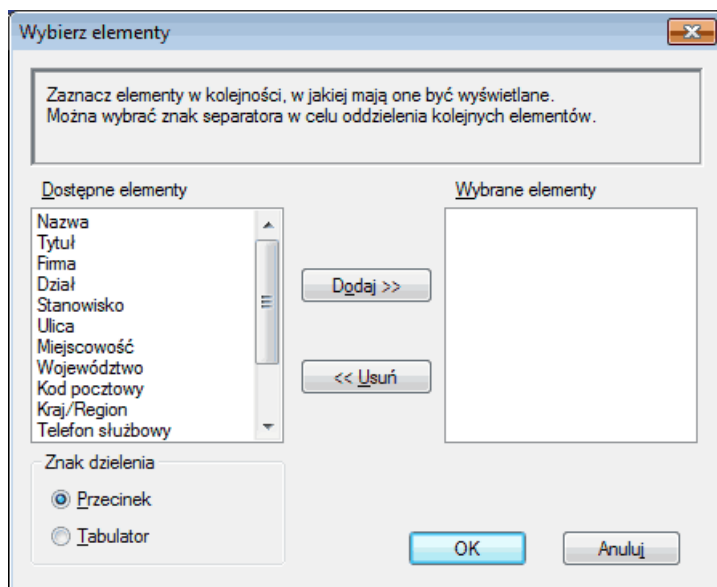 Wybierz elementy
Zaznacz elementy w kolejności, w jakiej mają one być wyświetlane.
Można wybrać znak separatora w celu oddzielenia kolejnych elementów.
Dostępne elementy
Wybrane elementy
Nazwa
Tytuł
Firma
Dział
Stanowisko
Ulica
Miejscowość
Województwo
Kod pocztowy
Kraj/Region
Telefon służbowy
Dodaj >>
<< Usuń
Znak dzielenia
Przecinek
Tabulator
OK
Anuluj